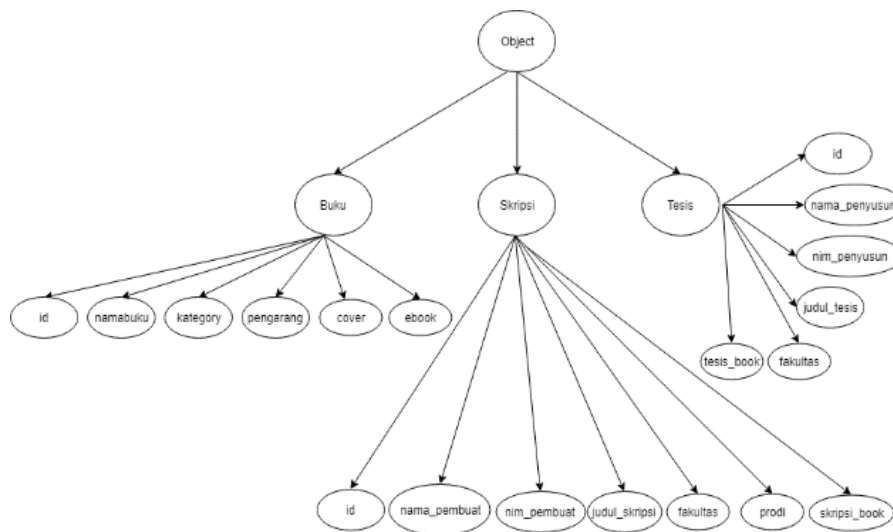 Object
Buku
Skripsi
Tesis
id
nama_penyusun
nim_penyusun
judul_tesis
tesis_book
fakultas
id
namabuku
kategory
pengarang
cover
ebook
id
nama_pembuat
nim_pembuat
judul_skripsi
fakultas
prodi
skripsi_book